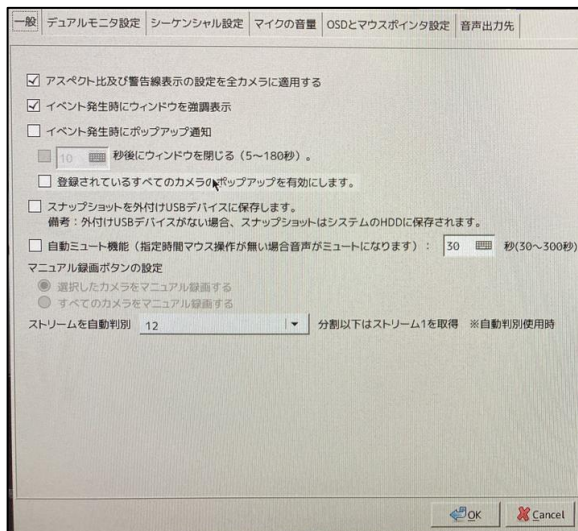 一般 デュアルモニタ設定 シーケンシャル設定 マイクの音量 OSDとマウスポインタ設定 音声出力先
アスペクト比及び警告線表示の設定を全カメラに適用する
イベント発生時にウィンドウを強調表示
イベント発生時にポップアップ通知
10 秒後にウィンドウを閉じる（5～180秒）。
登録されているすべてのカメラのポップアップを有効にします。
スナップショットを外付けUSBデバイスに保存します。
備考：外付けUSBデバイスがない場合、スナップショットはシステムのHDDに保存されます。
自動ミュート機能（指定時間マウス操作が無い場合音声がミュートになります）： 30 秒(30～300秒)
マニュアル録画ボタンの設定
選択したカメラをマニュアル録画する
すべてのカメラをマニュアル録画する
ストリームを自動判別 12 分割以下はストリーム1を取得 ※自動判別使用時
OK Cancel